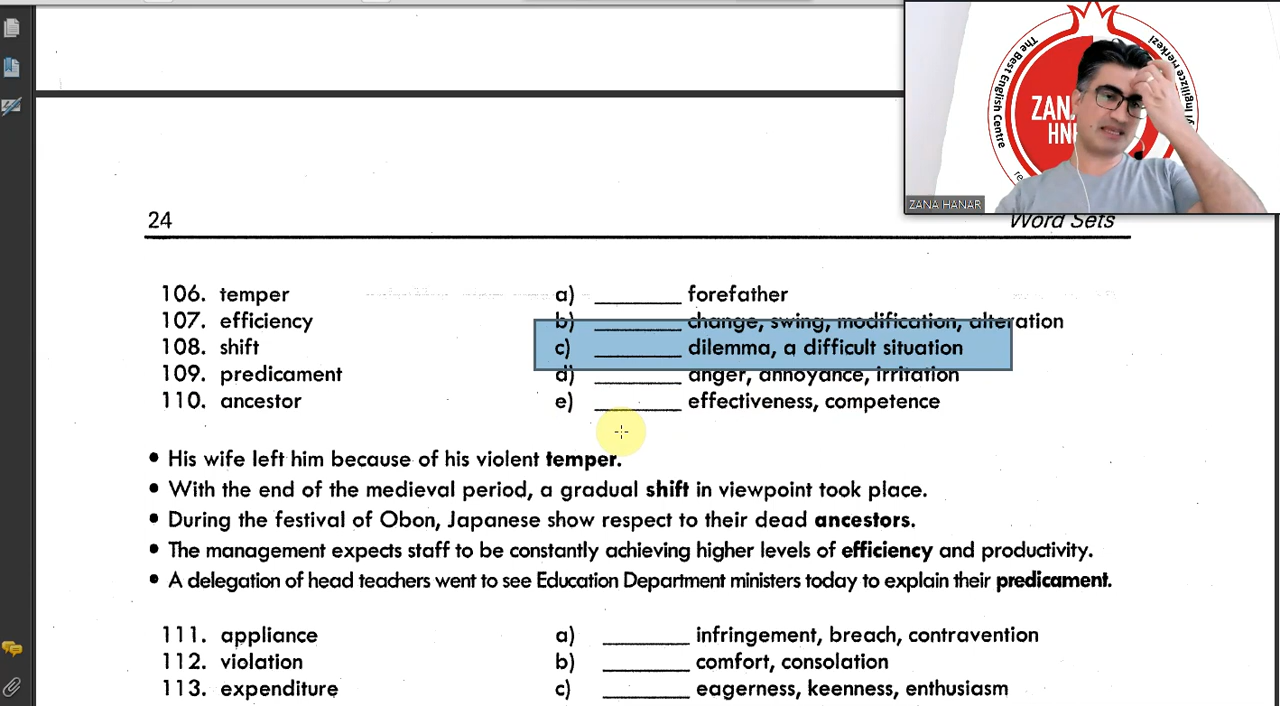 The Best English Centre
ZANA HANAR
24
Word Sets
106. temper a) ________ forefather
107. efficiency b) ________ change, swing, modification, alteration
108. shift c) ________ dilemma, a difficult situation
109. predicament d) ________ anger, annoyance, irritation
110. ancestor e) ________ effectiveness, competence
• His wife left him because of his violent temper.
• With the end of the medieval period, a gradual shift in viewpoint took place.
• During the festival of Obon, Japanese show respect to their dead ancestors.
• The management expects staff to be constantly achieving higher levels of efficiency and productivity.
• A delegation of head teachers went to see Education Department ministers today to explain their predicament.
111. appliance a) ________ infringement, breach, contravention
112. violation b) ________ comfort, consolation
113. expenditure c) ________ eagerness, keenness, enthusiasm